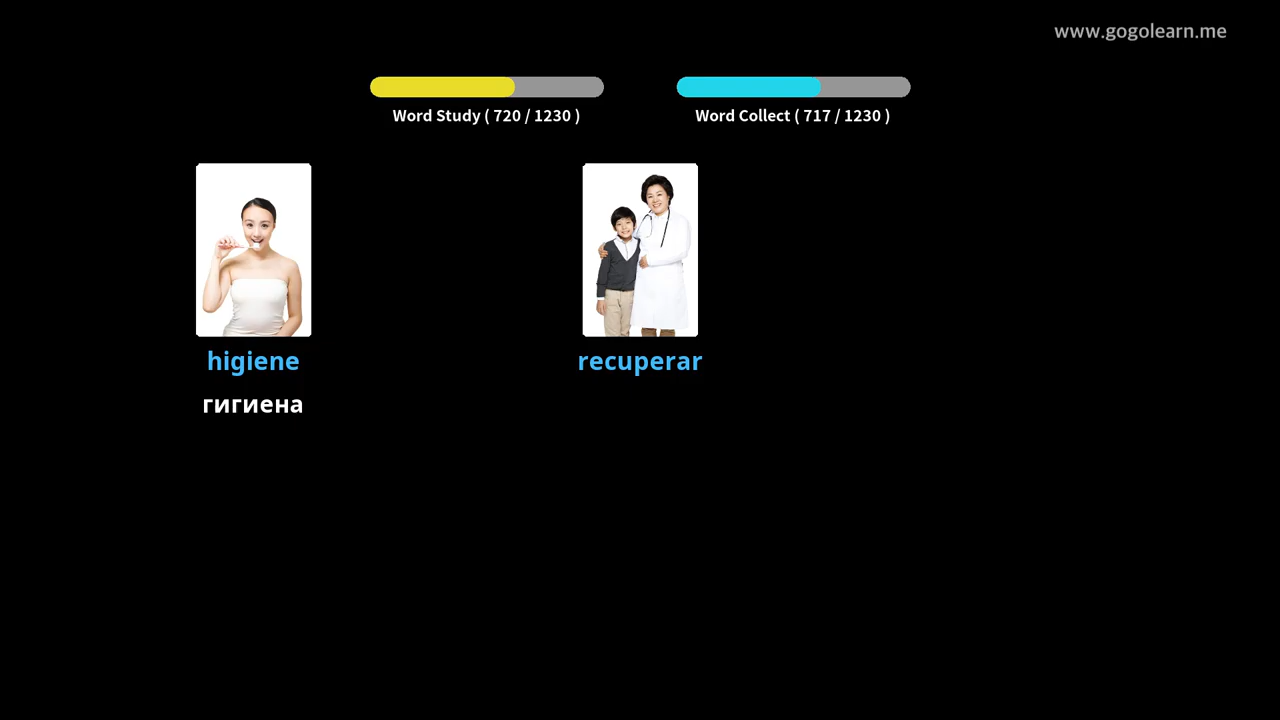 www.gogolearn.me
Word Study ( 720 / 1230 )
Word Collect ( 717 / 1230 )
higiene
recuperar
гигиена